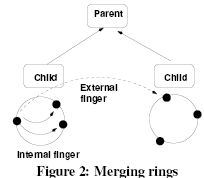 Parent
Child
Child
External
finger
Internal finger
Figure 2: Merging rings